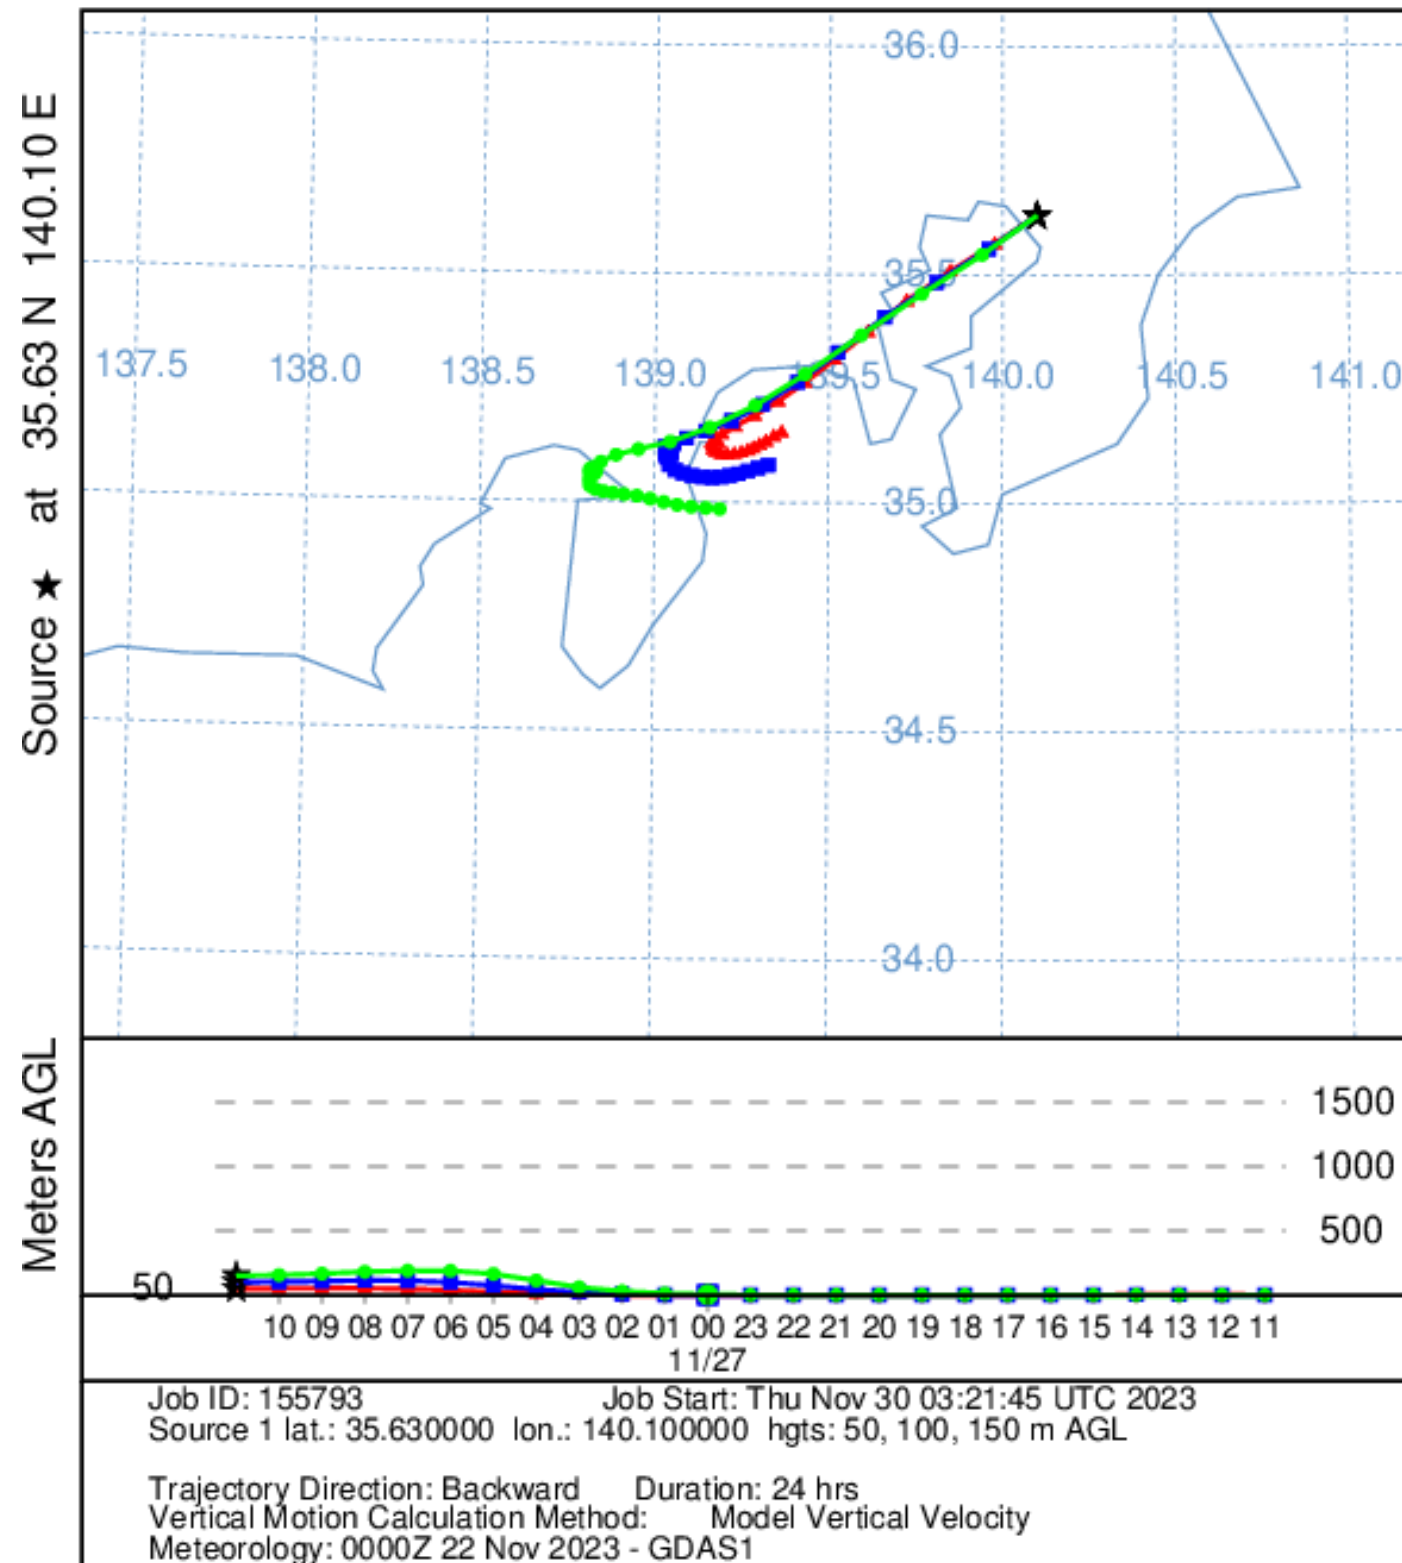 Source ★ at 35.63 N 140.10 E
36.0
35.5
137.5 138.0 138.5 139.0 139.5 140.0 140.5 141.0
35.0
34.5
34.0
Meters AGL
1500
1000
500
50
10 09 08 07 06 05 04 03 02 01 00 23 22 21 20 19 18 17 16 15 14 13 12 11
11/27
Job ID: 155793 Job Start: Thu Nov 30 03:21:45 UTC 2023
Source 1 lat.: 35.630000 lon.: 140.100000 hgts: 50, 100, 150 m AGL
Trajectory Direction: Backward Duration: 24 hrs
Vertical Motion Calculation Method: Model Vertical Velocity
Meteorology: 0000Z 22 Nov 2023 - GDAS1